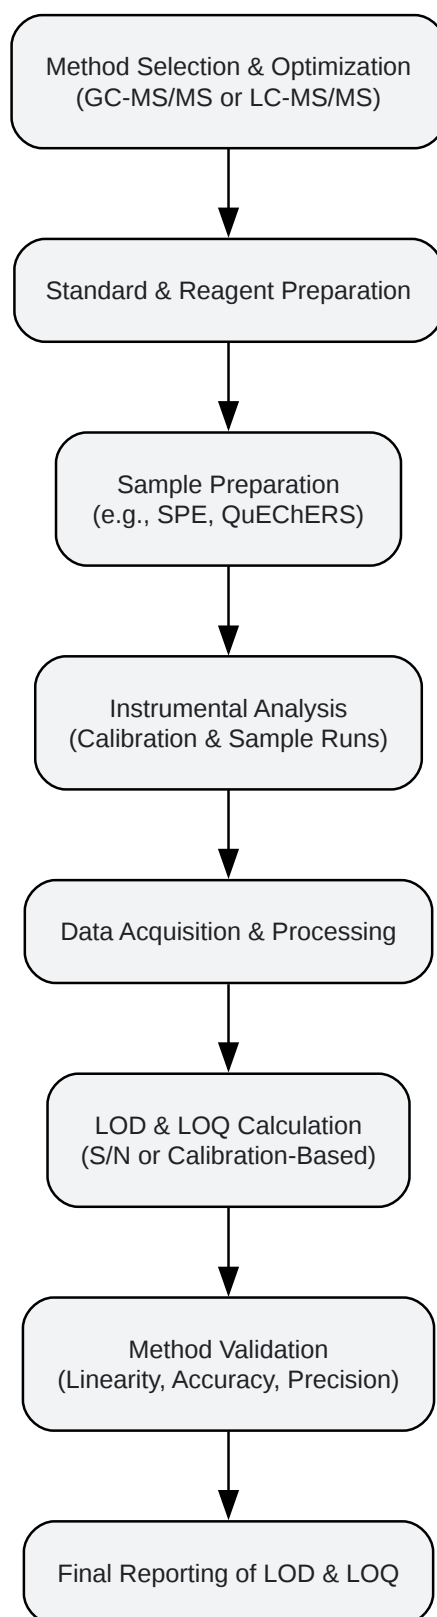 Method Selection & Optimization
(GC-MS/MS or LC-MS/MS)
Standard & Reagent Preparation
Sample Preparation
(e.g., SPE, QuEChERS)
Instrumental Analysis
(Calibration & Sample Runs)
Data Acquisition & Processing
LOD & LOQ Calculation
(S/N or Calibration-Based)
Method Validation
(Linearity, Accuracy, Precision)
Final Reporting of LOD & LOQ